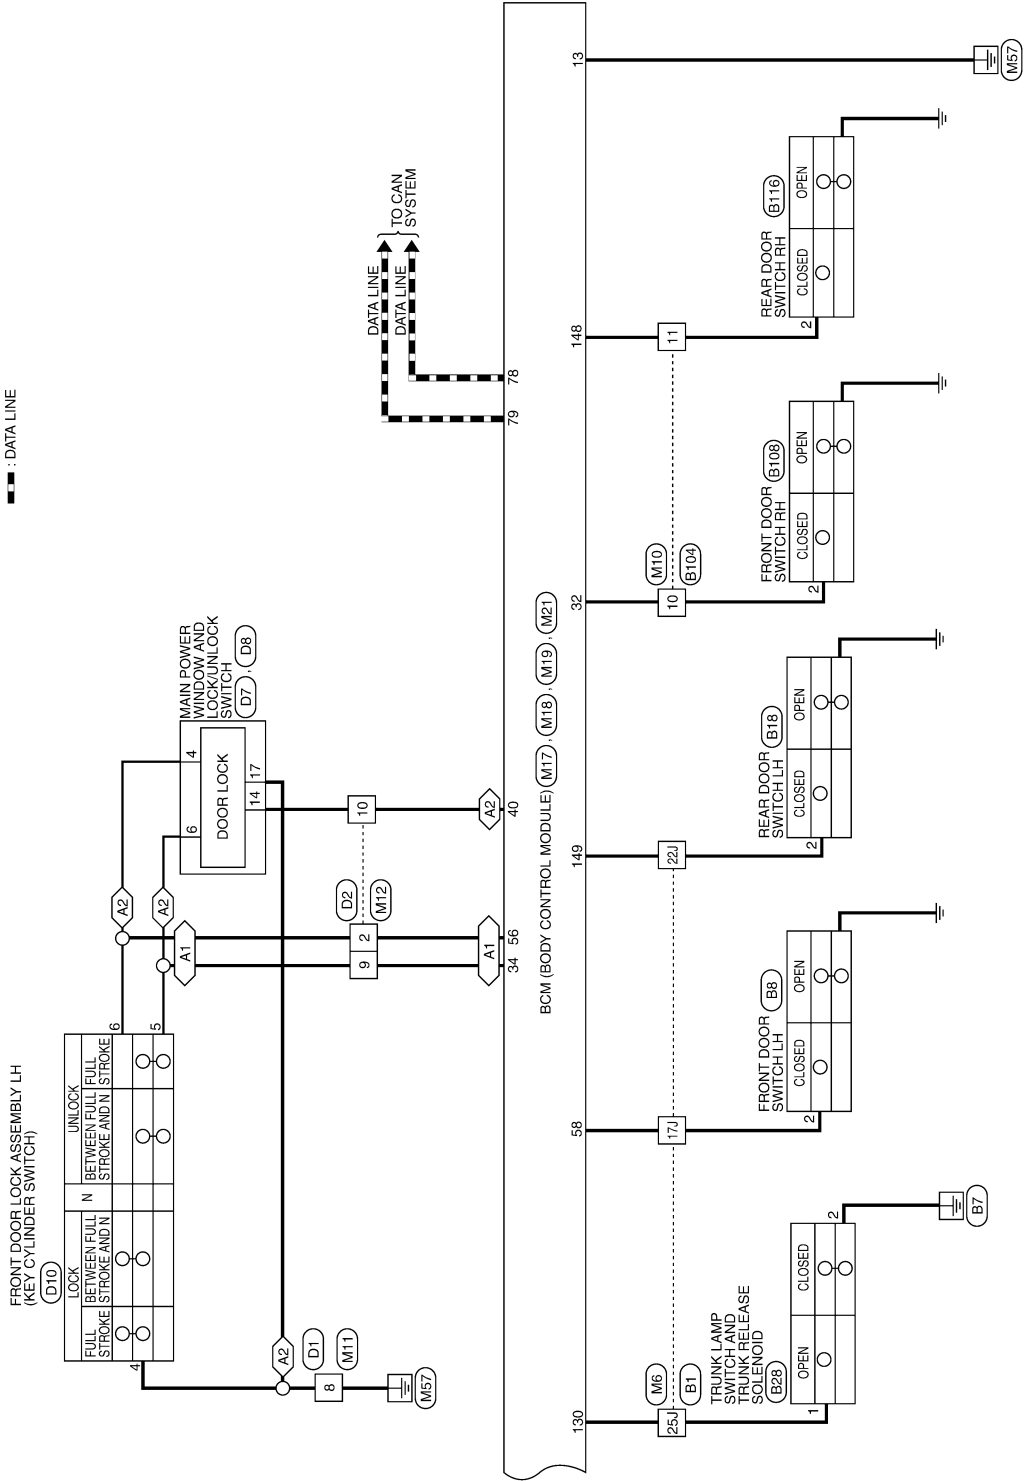 : DATA LINE
FRONT DOOR LOCK ASSEMBLY LH
(KEY CYLINDER SWITCH)
D10
LOCK
N
UNLOCK
FULL
STROKE
BETWEEN FULL
STROKE AND N
BETWEEN FULL
STROKE AND N
FULL
STROKE
4
6
5
A2
A2
A1
MAIN POWER
WINDOW AND
LOCK/UNLOCK
SWITCH
D7 , D8
6
4
DOOR LOCK
14
17
A2
D1
8
M11
M57
D2
9
2
10
M12
A1
A2
DATA LINE
DATA LINE
TO CAN
SYSTEM
34
56
40
79
78
BCM (BODY CONTROL MODULE) M17 , M18 , M19 , M21
130
58
149
32
148
13
M6
25J
B1
17J
22J
M10
10
B104
11
M57
TRUNK LAMP
SWITCH AND
TRUNK RELEASE
SOLENOID
B28
OPEN
CLOSED
1
2
B7
FRONT DOOR
SWITCH LH
B8
CLOSED
OPEN
2
REAR DOOR
SWITCH LH
B18
CLOSED
OPEN
2
FRONT DOOR
SWITCH RH
B108
CLOSED
OPEN
2
REAR DOOR
SWITCH RH
B116
CLOSED
OPEN
2